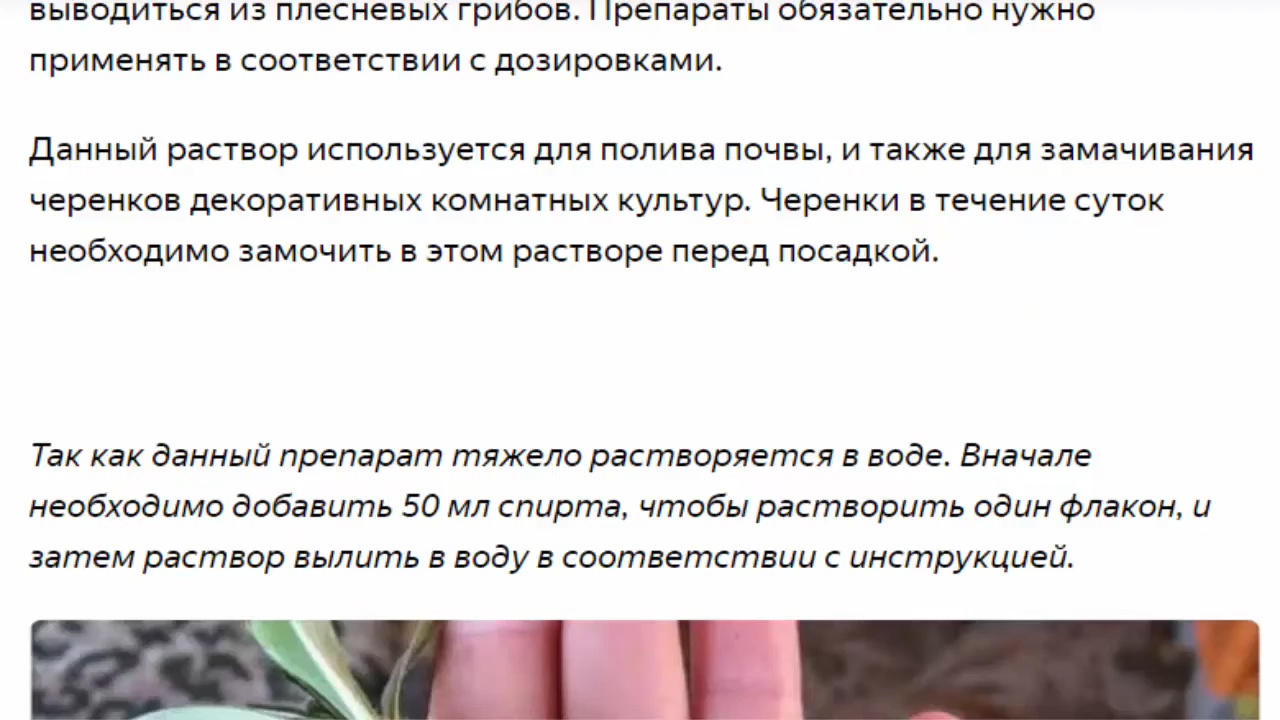 выводиться из плесневых грибов. Препараты обязательно нужно
применять в соответствии с дозировками.
Данный раствор используется для полива почвы, и также для замачивания
черенков декоративных комнатных культур. Черенки в течение суток
необходимо замочить в этом растворе перед посадкой.
Так как данный препарат тяжело растворяется в воде. Вначале
необходимо добавить 50 мл спирта, чтобы растворить один флакон, и
затем раствор вылить в воду в соответствии с инструкцией.